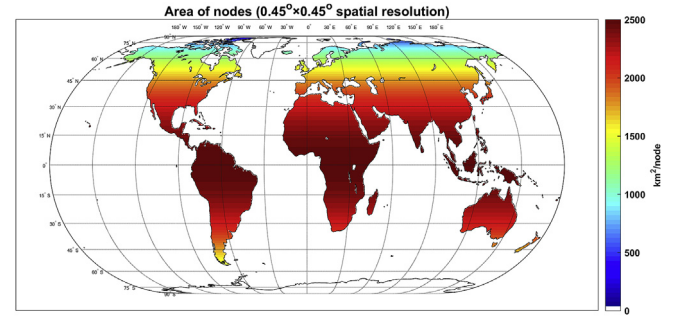 Area of nodes (0.45°×0.45° spatial resolution)
180° W 150° W 120° W 90° W 60° W 30° W 0° 30° E 60° E 90° E 120° E 150° E 180° E
75° N
60° N
45° N
30° N
15° N
0°
15° S
30° S
45° S
60° S
75° S
90° S
2500
2000
1500
1000
500
0
km²/node